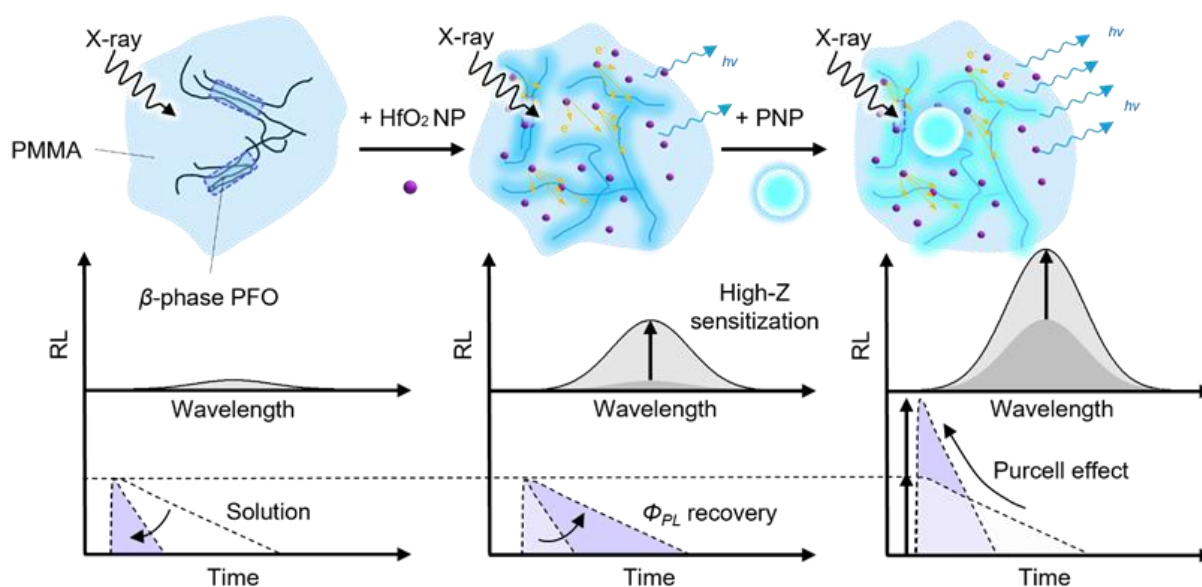 X-ray
PMMA
β-phase PFO
+ HfO₂ NP
X-ray
e⁻
e⁻
hν
hν
+ PNP
X-ray
e⁻
e⁻
hν
hν
RL
Wavelength
RL
High-Z
sensitization
Wavelength
RL
Wavelength
Solution
Time
Φ_PL recovery
Time
Purcell effect
Time